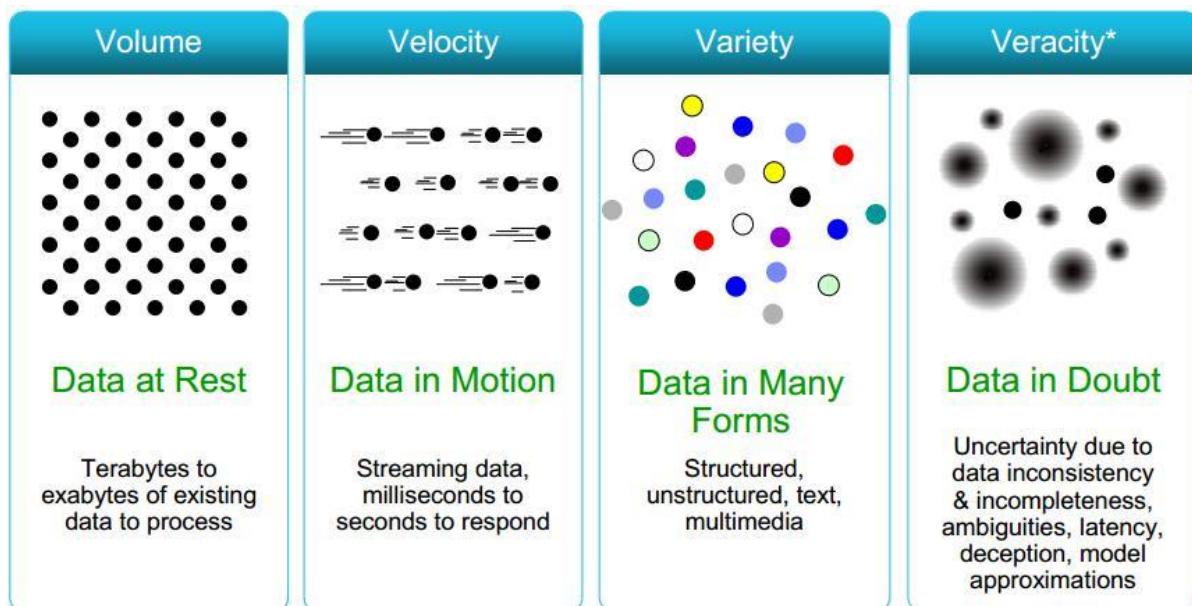 Volume
Data at Rest
Terabytes to
exabytes of existing
data to process
Velocity
Data in Motion
Streaming data,
milliseconds to
seconds to respond
Variety
Data in Many
Forms
Structured,
unstructured, text,
multimedia
Veracity*
Data in Doubt
Uncertainty due to
data inconsistency
& incompleteness,
ambiguities, latency,
deception, model
approximations